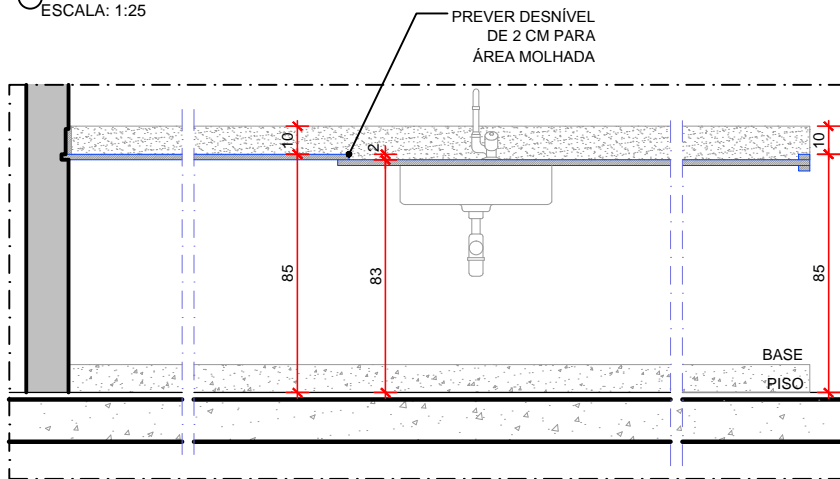 ESCALA: 1:25
PREVER DESNÍVEL
DE 2 CM PARA
ÁREA MOLHADA
10
2
10
85
83
85
BASE
PISO